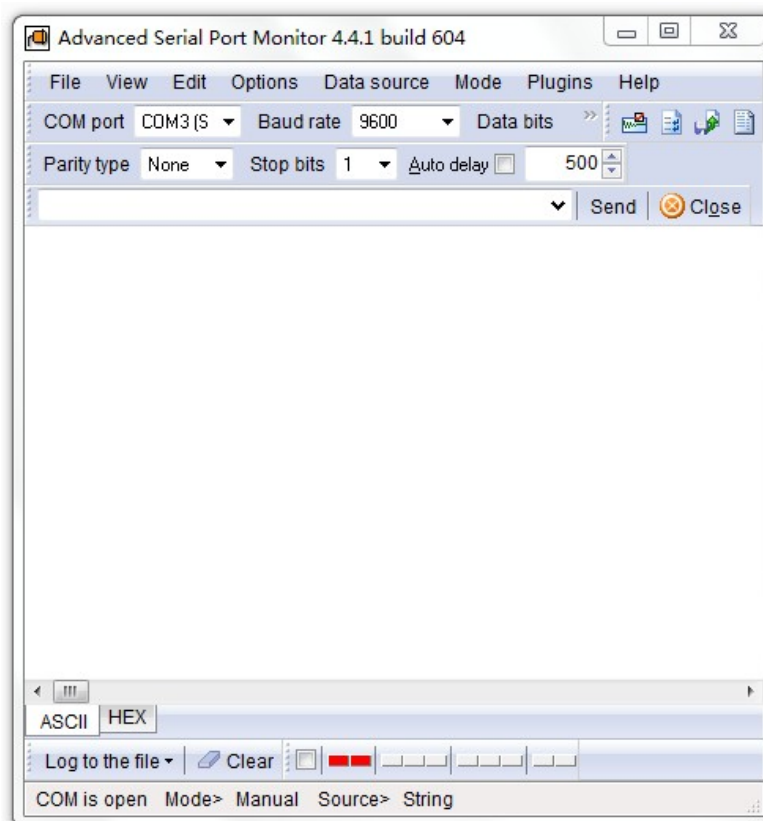 Advanced Serial Port Monitor 4.4.1 build 604
File View Edit Options Data source Mode Plugins Help
COM port COM3 (S Baud rate 9600 Data bits »
Parity type None Stop bits 1 Auto delay 500
Send Close
ASCII HEX
Log to the file Clear
COM is open Mode> Manual Source> String